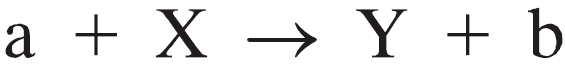 a + X → Y + b